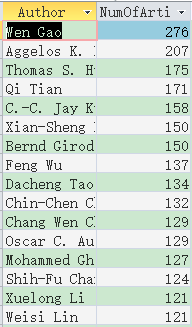 Author NumOfArti
Wen Gao 276
Aggelos K. 207
Thomas S. 175
Qi Tian 171
C.-C. Jay K 158
Xian-Sheng 150
Bernd Girod 150
Feng Wu 137
Dacheng Tao 134
Chin-Chen C 132
Chang Wen C 129
Oscar C. Au 129
Mohammed Gh 127
Shih-Fu Cha 124
Xuelong Li 121
Weisi Lin 121